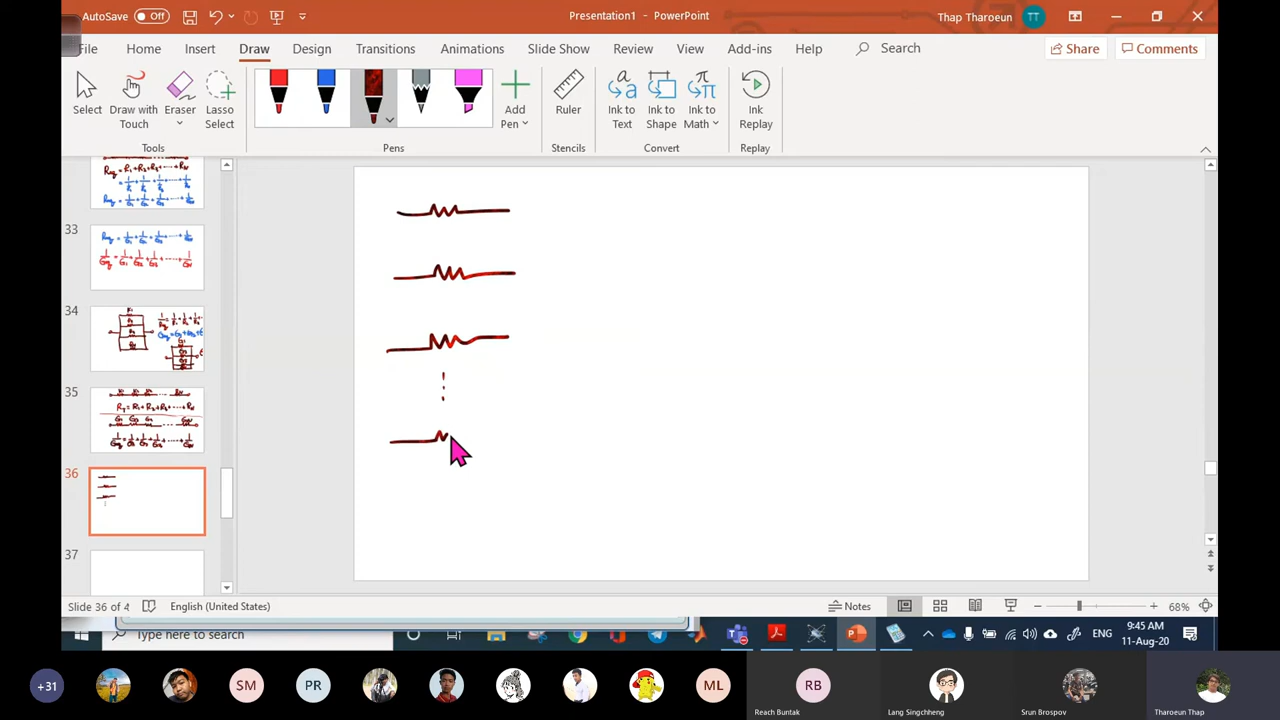 AutoSave Off
Presentation1 - PowerPoint
Thap Tharoeun TT
File Home Insert Draw Design Transitions Animations Slide Show Review View Add-ins Help Search Share Comments
Select Draw with Touch Eraser Lasso Select Add Pen Ruler Ink to Text Ink to Shape Ink to Math Ink Replay
Tools Pens Stencils Convert Replay
33
34
35
36
37
Slide 36 of 4 English (United States) Notes 68%
Type here to search
ENG
9:45 AM
11-Aug-20
+31 SM PR ML RB
Reach Buntak Lang Singchheng Srun Brospov Tharoeun Thap